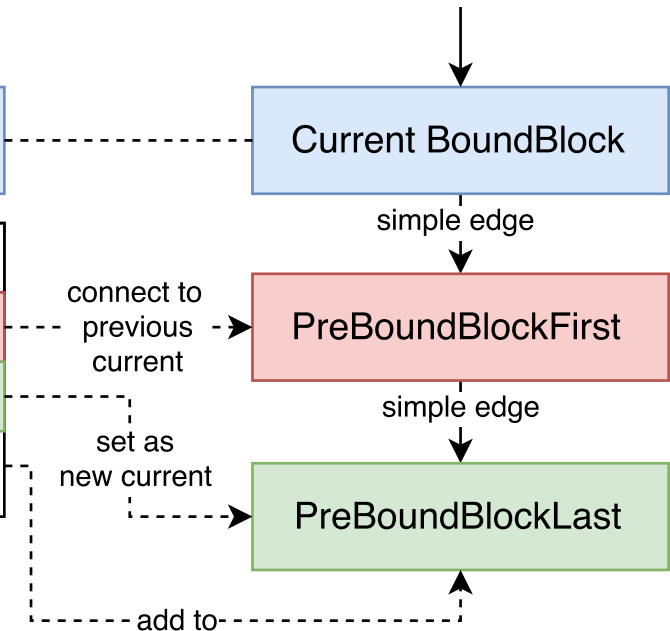 Current BoundBlock
simple edge
connect to
previous
current
PreBoundBlockFirst
simple edge
set as
new current
PreBoundBlockLast
add to